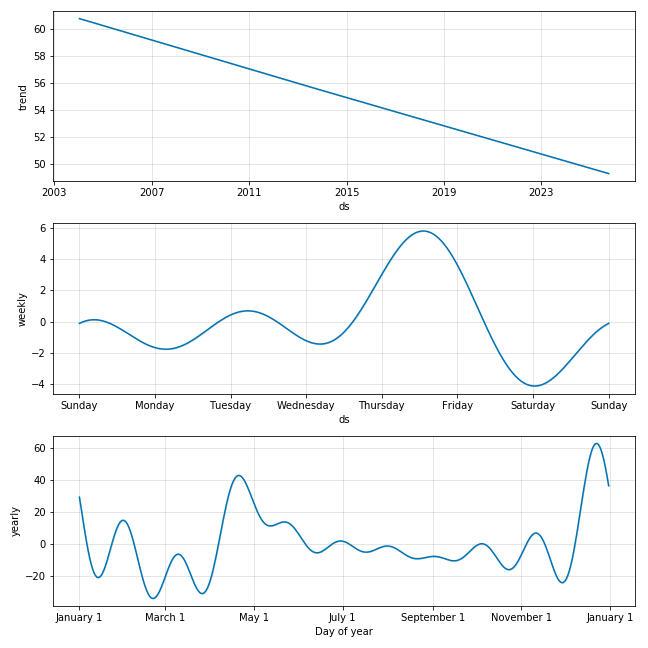 60
58
56
54
52
50
trend
2003 2007 2011 2015 2019 2023
ds
6
4
2
0
−2
−4
weekly
Sunday Monday Tuesday Wednesday Thursday Friday Saturday Sunday
ds
60
40
20
0
−20
yearly
January 1 March 1 May 1 July 1 September 1 November 1 January 1
Day of year